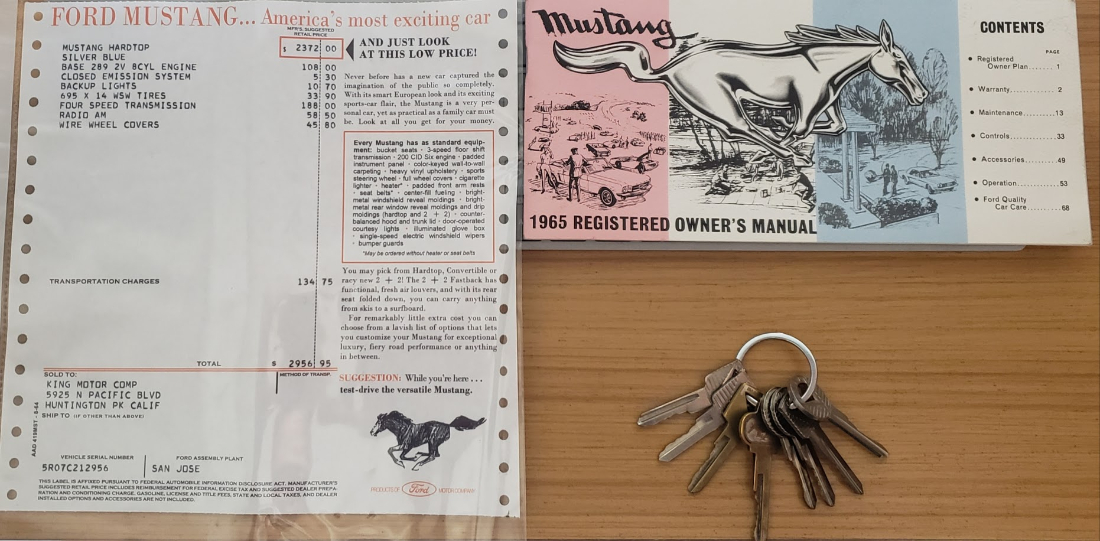 FORD MUSTANG... America's most exciting car
MFR'S. SUGGESTED
RETAIL PRICE
MUSTANG HARDTOP $ 2372 00
SILVER BLUE
BASE 289 2V 8CYL ENGINE 108 00
CLOSED EMISSION SYSTEM 5 30
BACKUP LIGHTS 10 70
695 X 14 WSW TIRES 33 90
FOUR SPEED TRANSMISSION 188 00
RADIO AM 58 50
WIRE WHEEL COVERS 45 80
TRANSPORTATION CHARGES 134 75
TOTAL $ 2956 95
METHOD OF TRANSP.
SOLD TO:
KING MOTOR COMP
5925 N PACIFIC BLVD
HUNTINGTON PK CALIF
SHIP TO (IF OTHER THAN ABOVE)
VEHICLE SERIAL NUMBER FORD ASSEMBLY PLANT
5R07C212956 SAN JOSE
THIS LABEL IS AFFIXED PURSUANT TO FEDERAL AUTOMOBILE INFORMATION DISCLOSURE ACT. MANUFACTURER'S
SUGGESTED RETAIL PRICE INCLUDES REIMBURSEMENT FOR FEDERAL EXCISE TAX AND SUGGESTED DEALER PREPA-
RATION AND CONDITIONING CHARGE. GASOLINE, LICENSE AND TITLE FEES, STATE AND LOCAL TAXES, AND DEALER
INSTALLED OPTIONS AND ACCESSORIES ARE NOT INCLUDED.
AND JUST LOOK
AT THIS LOW PRICE!
Never before has a new car captured the
imagination of the public so completely.
With its smart European look and its exciting
sports-car flair, the Mustang is a very per-
sonal car, yet as practical as a family car must
be. Look at all you get for your money.
Every Mustang has as standard equip-
ment: bucket seats · 3-speed floor shift
transmission · 200 CID Six engine · padded
instrument panel · color-keyed wall-to-wall
carpeting · heavy vinyl upholstery · sports
steering wheel · full wheel covers · cigarette
lighter · heater* · padded front arm rests
· seat belts* · center-fill fueling · bright-
metal windshield reveal moldings · bright-
metal rear window reveal moldings and drip
moldings (hardtop and 2 + 2) · counter-
balanced hood and trunk lid · door-operated
courtesy lights · illuminated glove box
· single-speed electric windshield wipers
· bumper guards
*May be ordered without heater or seat belts
You may pick from Hardtop, Convertible or
racy new 2 + 2! The 2 + 2 Fastback has
functional, fresh air louvers, and with its rear
seat folded down, you can carry anything
from skis to a surfboard.
For remarkably little extra cost you can
choose from a lavish list of options that lets
you customize your Mustang for exceptional
luxury, fiery road performance or anything
in between.
SUGGESTION: While you're here ...
test-drive the versatile Mustang.
PRODUCTS OF Ford MOTOR COMPANY
Mustang
1965 REGISTERED OWNER'S MANUAL
CONTENTS
PAGE
• Registered
Owner Plan....... 1
• Warranty......... 2
• Maintenance.....13
• Controls..........33
• Accessories.......49
• Operation........53
• Ford Quality
Car Care.........68